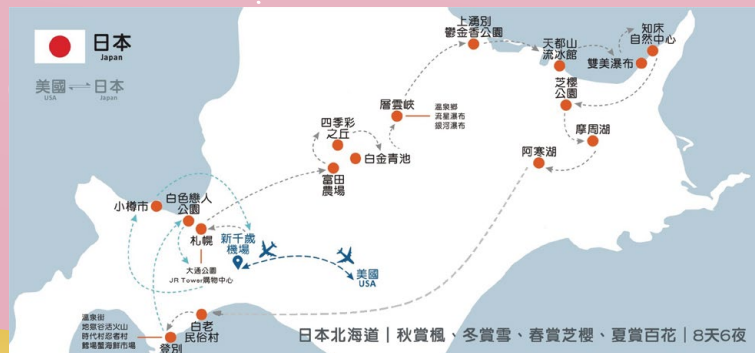 日本
Japan
美國 日本
USA Japan
上湧別
鬱金香公園
天都山
流冰館
知床
自然中心
雙美瀑布
芝櫻
公園
層雲峽
溫泉鄉
流星瀑布
銀河瀑布
四季彩
之丘
白金青池
摩周湖
阿寒湖
富田
農場
小樽市
白色戀人
公園
札幌
新千歲
機場
大通公園
JR Tower購物中心
美國
USA
白老
民俗村
溫泉街
地獄谷活火山
時代村忍者村
登別
日本北海道｜秋賞楓、冬賞雪、春賞芝櫻、夏賞百花｜8天6夜